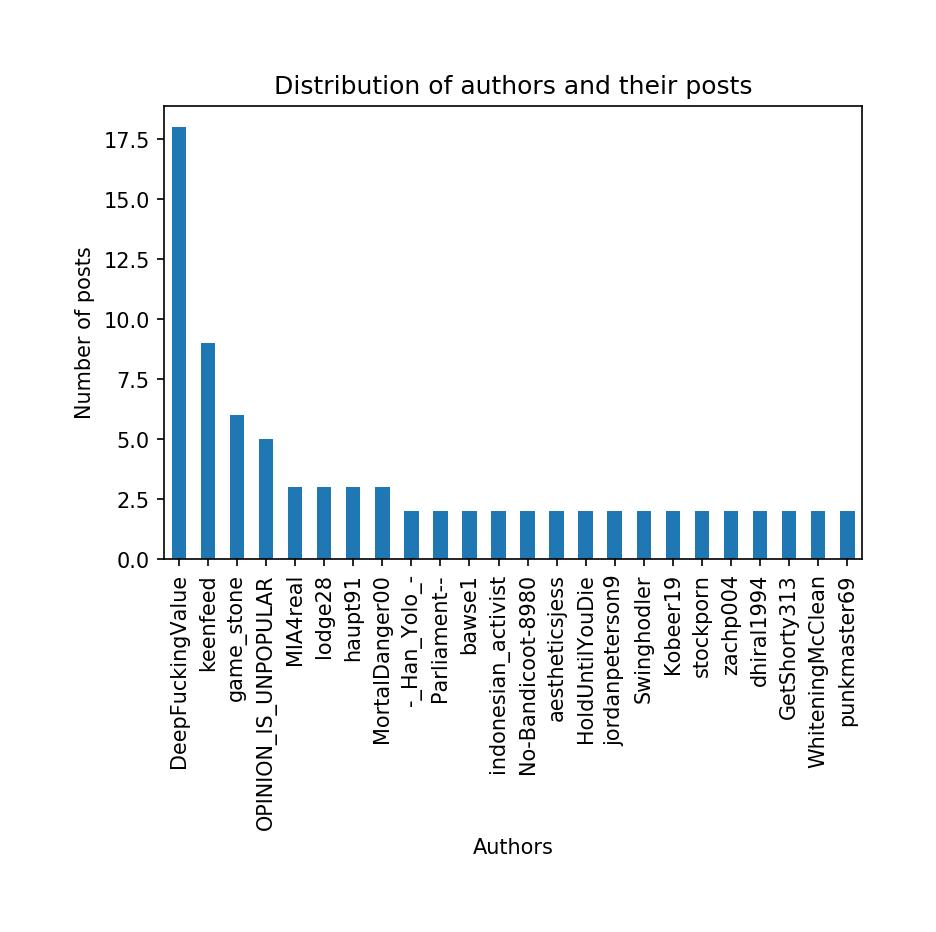 Distribution of authors and their posts
Number of posts
17.5
15.0
12.5
10.0
7.5
5.0
2.5
0.0
DeepFuckingValue
keenfeed
game_stone
OPINION_IS_UNPOPULAR
MIA4real
lodge28
haupt91
MortalDanger00
-_Han_Yolo_-
Parliament--
bawse1
indonesian_activist
No-Bandicoot-8980
aestheticsjess
HoldUntilYouDie
jordanpeterson9
Swinghodler
Kobeer19
stockporn
zachp004
dhiral1994
GetShorty313
WhiteningMcClean
punkmaster69
Authors